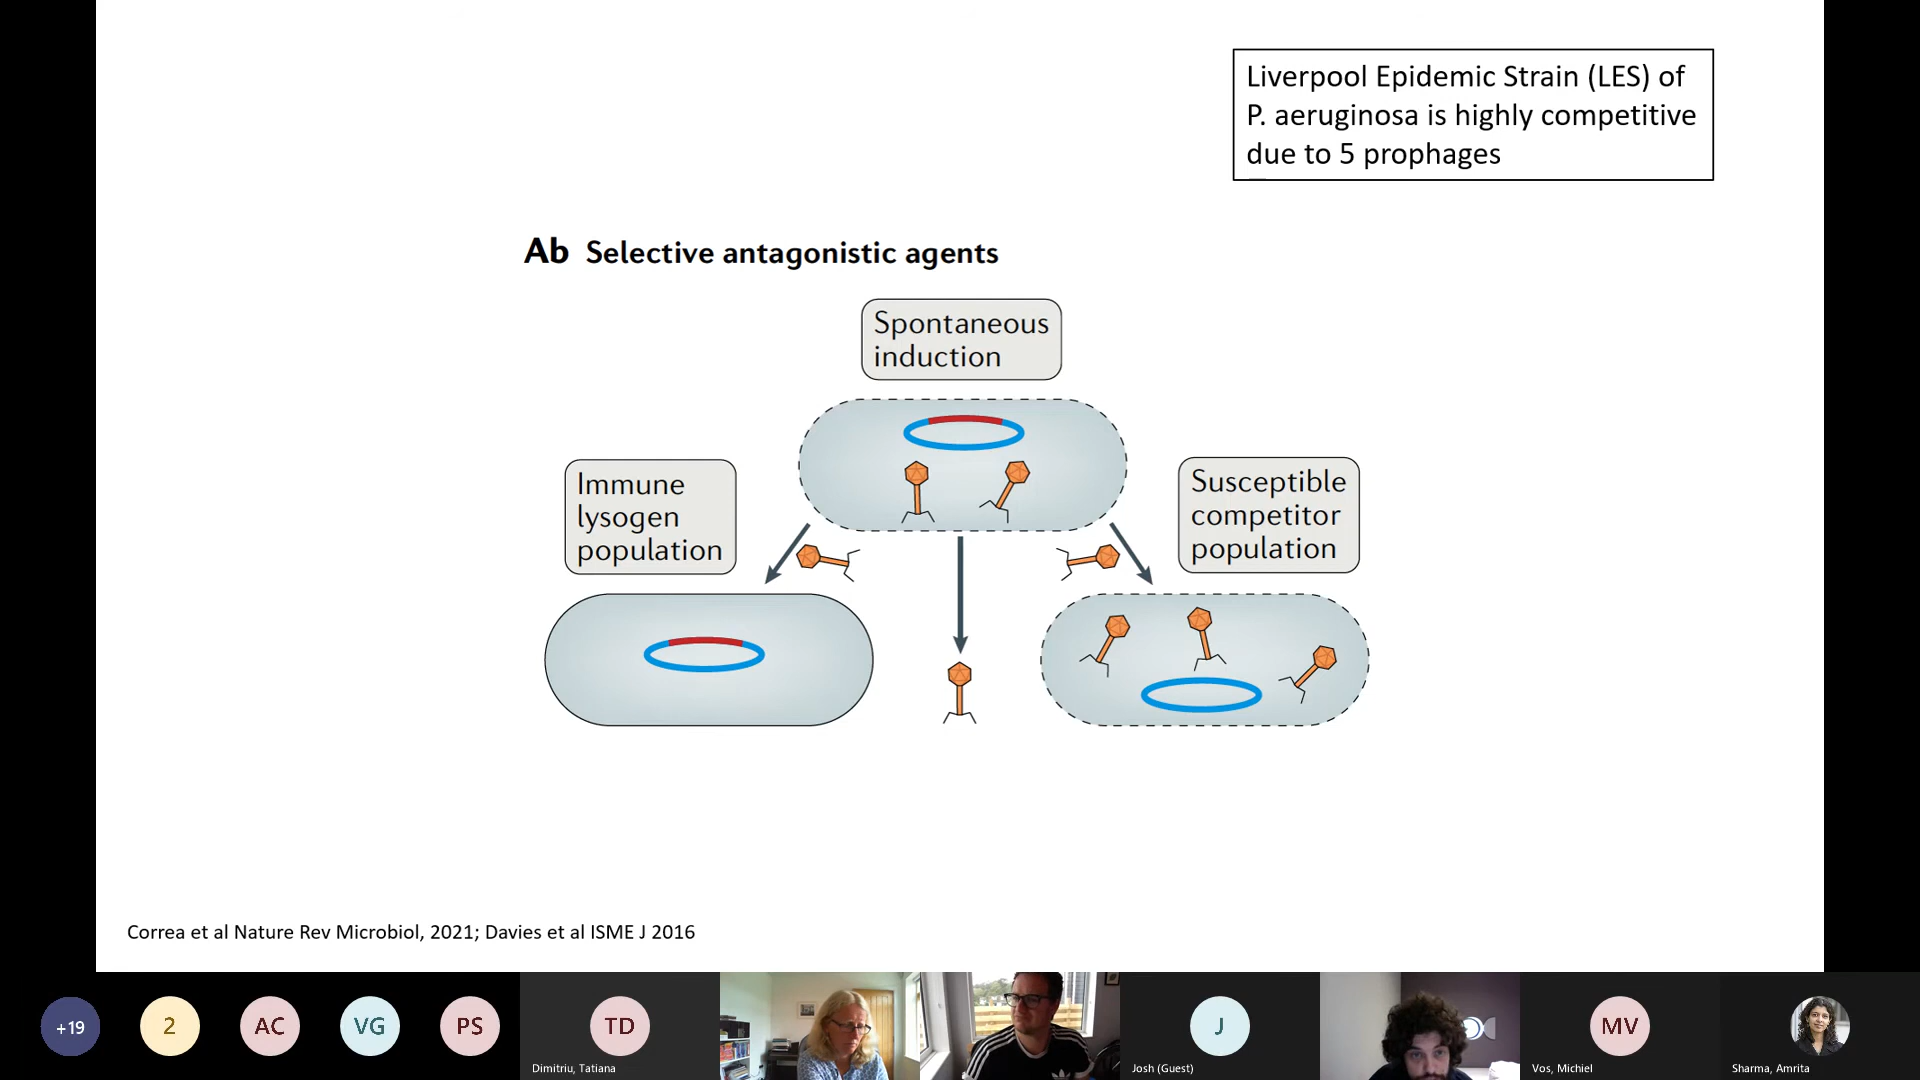 Liverpool Epidemic Strain (LES) of
P. aeruginosa is highly competitive
due to 5 prophages
Ab Selective antagonistic agents
Spontaneous
induction
Immune
lysogen
population
Susceptible
competitor
population
Correa et al Nature Rev Microbiol, 2021; Davies et al ISME J 2016
+19
2
AC
VG
PS
TD
Dimitriu, Tatiana
J
Josh (Guest)
MV
Vos, Michiel
Sharma, Amrita